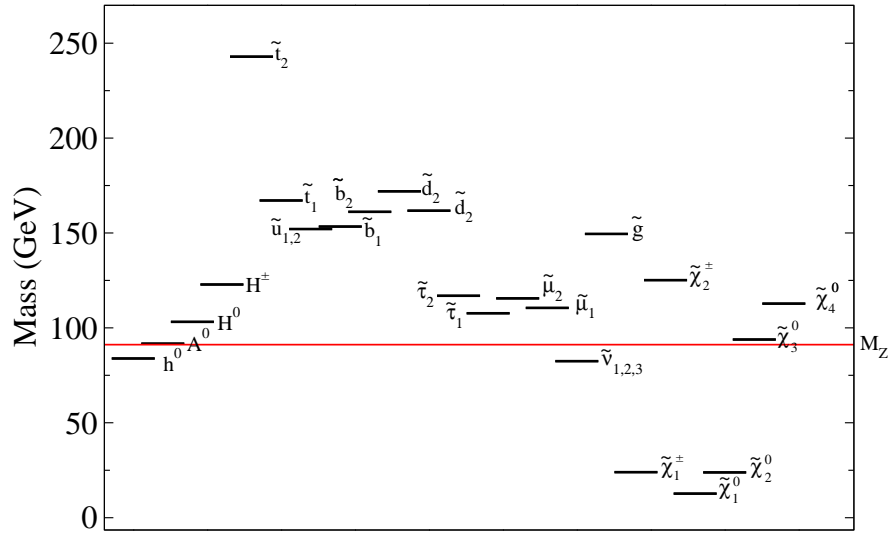 250
200
150
100
50
0
Mass (GeV)
t̃₂
t̃₁
b̃₂
d̃₂
d̃₂
ũ₁,₂
b̃₁
g̃
H^±
τ̃₂
μ̃₂
χ̃₂^±
τ̃₁
μ̃₁
χ̃₄⁰
H⁰
A⁰
h⁰
χ̃₃⁰
M_Z
ν̃₁,₂,₃
χ̃₁^±
χ̃₂⁰
χ̃₁⁰